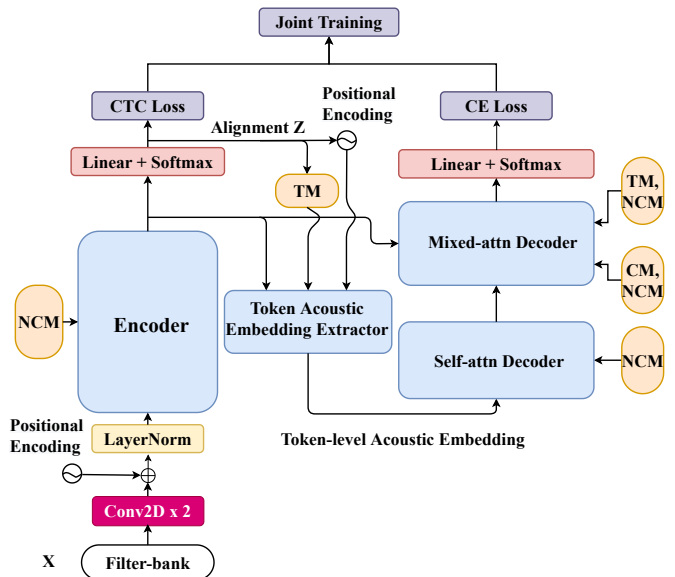 Joint Training
CTC Loss
Positional
Encoding
CE Loss
Alignment Z
Linear + Softmax
Linear + Softmax
TM
TM,
NCM
Mixed-attn Decoder
CM,
NCM
NCM
Encoder
Token Acoustic
Embedding Extractor
Self-attn Decoder
NCM
Positional
Encoding
LayerNorm
Token-level Acoustic Embedding
Conv2D x 2
X
Filter-bank